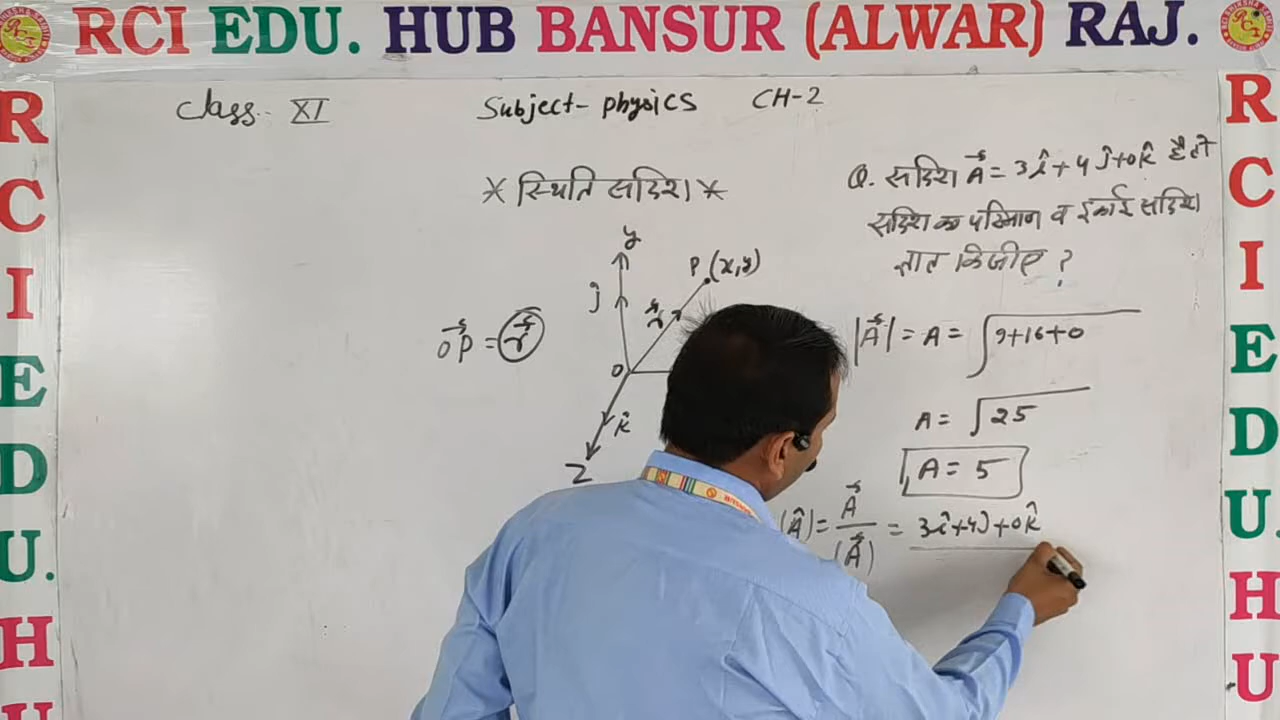 RCI EDU. HUB BANSUR (ALWAR) RAJ.
R
C
I
E
D
U.
H
U
R
C
I
E
D
U.
H
U
Class- XI
Subject- physics CH-2
* स्थिति सदिश *
y
ĵ
P (x,y)
r⃗
OP⃗ = r⃗
O
k̂
Z
Q. सदिश A⃗ = 3î + 4ĵ + 0k̂ है तो
सदिश का परिमाण व इकाई सदिश
ज्ञात किजीए ?
|A⃗| = A = √9+16+0
A = √25
A = 5
(Â) = A⃗ / (A⃗) = 3î+4ĵ+0k̂